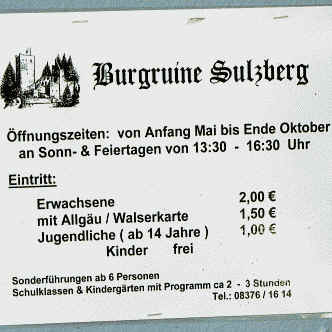 Burgruine Sulzberg
Öffnungszeiten: von Anfang Mai bis Ende Oktober
an Sonn- & Feiertagen von 13:30 - 16:30 Uhr
Eintritt:
Erwachsene 2,00 €
mit Allgäu / Walserkarte 1,50 €
Jugendliche ( ab 14 Jahre ) 1,00 €
Kinder frei
Sonderführungen ab 6 Personen
Schulklassen & Kindergärten mit Programm ca 2 - 3 Stunden
Tel.: 08376 / 16 14